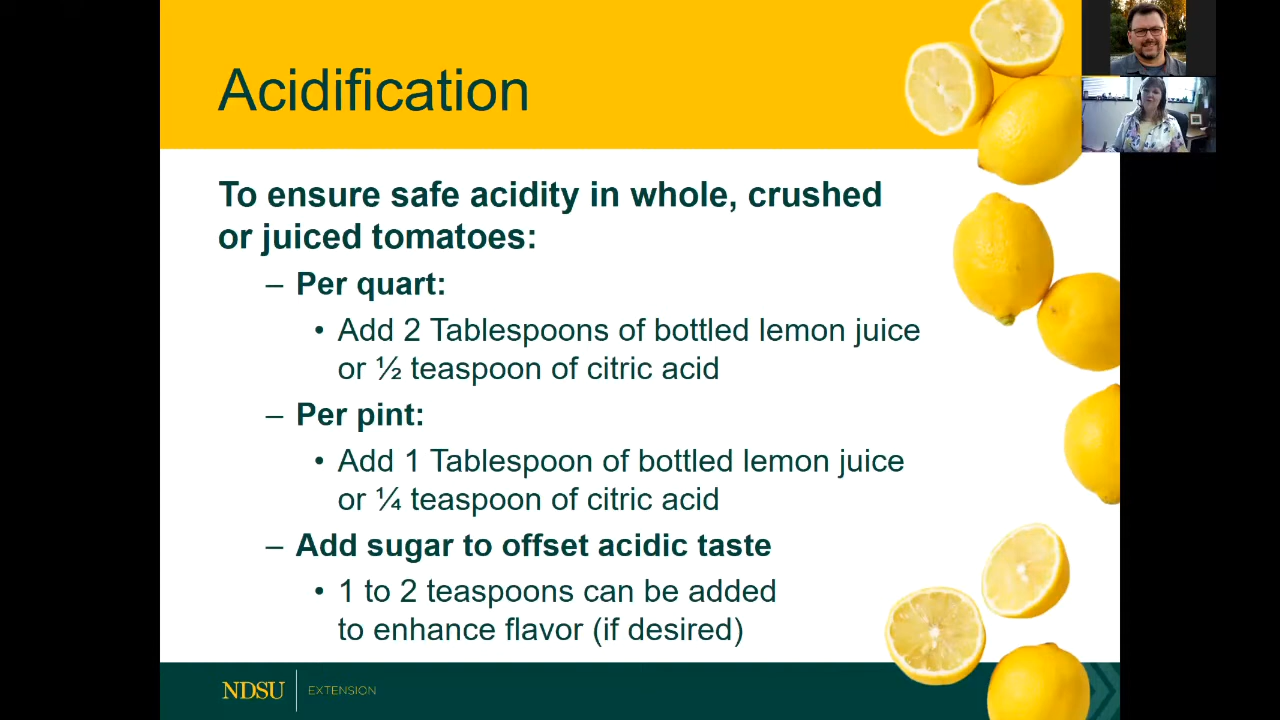 Acidification
To ensure safe acidity in whole, crushed
or juiced tomatoes:
– Per quart:
• Add 2 Tablespoons of bottled lemon juice
or ½ teaspoon of citric acid
– Per pint:
• Add 1 Tablespoon of bottled lemon juice
or ¼ teaspoon of citric acid
– Add sugar to offset acidic taste
• 1 to 2 teaspoons can be added
to enhance flavor (if desired)
NDSU EXTENSION